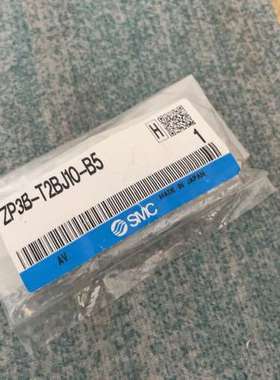 ZP3B-T2BJ10-B5
H
1
AV
SMC
MADE IN JAPAN